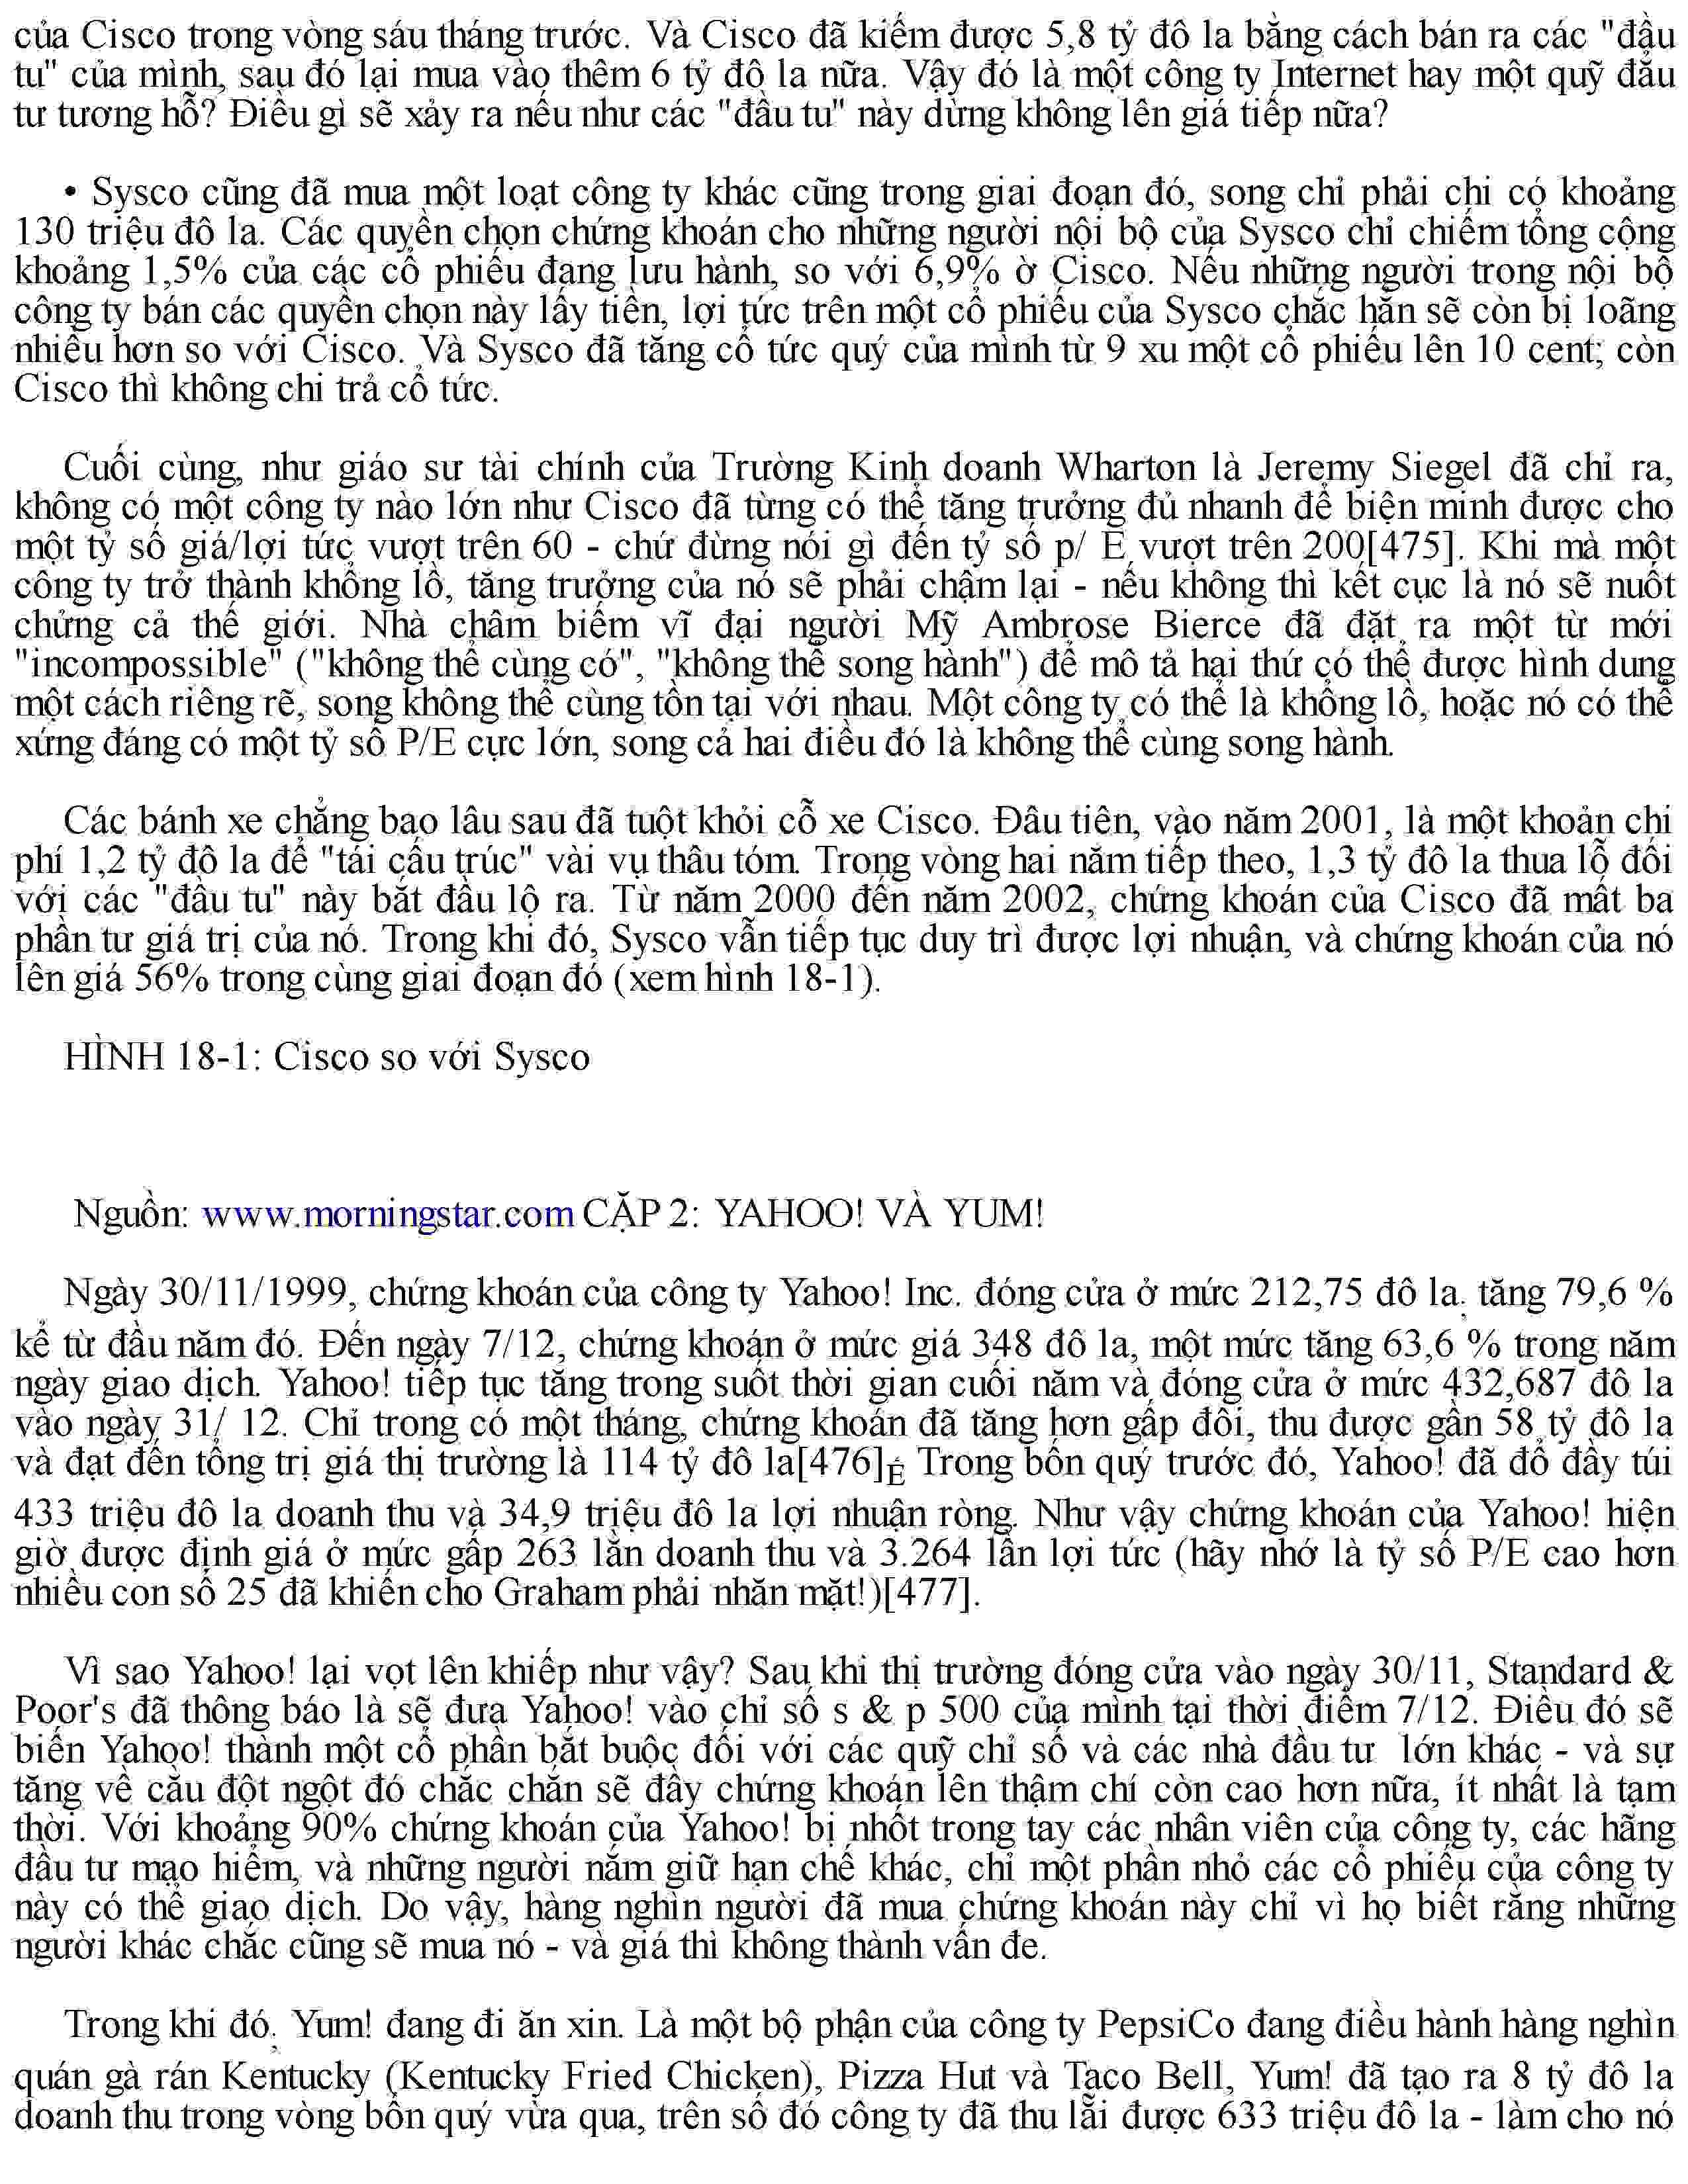 của Cisco trong vòng sáu tháng trước. Và Cisco đã kiếm được 5,8 tỷ đô la bằng cách bán ra các "đầu
tu" của mình, sau đó lại mua vào thêm 6 tỷ đô la nữa. Vậy đó là một công ty Internet hay một quỹ đầu
tư tương hỗ? Điều gì sẽ xảy ra nếu như các "đầu tu" này dừng không lên giá tiếp nữa?
• Sysco cũng đã mua một loạt công ty khác cũng trong giai đoạn đó, song chỉ phải chi có khoảng
130 triệu đô la. Các quyền chọn chứng khoán cho những người nội bộ của Sysco chỉ chiếm tổng cộng
khoảng 1,5% của các cổ phiếu đang lưu hành, so với 6,9% ờ Cisco. Nếu những người trong nội bộ
công ty bán các quyền chọn này lấy tiền, lợi tức trên một cổ phiếu của Sysco chắc hẳn sẽ còn bị loãng
nhiều hơn so với Cisco. Và Sysco đã tăng cổ tức quý của mình từ 9 xu một cổ phiếu lên 10 cent; còn
Cisco thì không chi trả cổ tức.
Cuối cùng, như giáo sư tài chính của Trường Kinh doanh Wharton là Jeremy Siegel đã chỉ ra,
không có một công ty nào lớn như Cisco đã từng có thể tăng trưởng đủ nhanh để biện minh được cho
một tỷ số giá/lợi tức vượt trên 60 - chứ đừng nói gì đến tỷ số p/ E vượt trên 200[475]. Khi mà một
công ty trở thành khổng lồ, tăng trưởng của nó sẽ phải chậm lại - nếu không thì kết cục là nó sẽ nuốt
chửng cả thế giới. Nhà châm biếm vĩ đại người Mỹ Ambrose Bierce đã đặt ra một từ mới
"incompossible" ("không thể cùng có", "không thể song hành") để mô tả hai thứ có thể được hình dung
một cách riêng rẽ, song không thể cùng tồn tại với nhau. Một công ty có thể là khổng lồ, hoặc nó có thể
xứng đáng có một tỷ số P/E cực lớn, song cả hai điều đó là không thể cùng song hành.
Các bánh xe chẳng bao lâu sau đã tuột khỏi cỗ xe Cisco. Đầu tiên, vào năm 2001, là một khoản chi
phí 1,2 tỷ đô la để "tái cấu trúc" vài vụ thâu tóm. Trong vòng hai năm tiếp theo, 1,3 tỷ đô la thua lỗ đối
với các "đầu tu" này bắt đầu lộ ra. Từ năm 2000 đến năm 2002, chứng khoán của Cisco đã mất ba
phần tư giá trị của nó. Trong khi đó, Sysco vẫn tiếp tục duy trì được lợi nhuận, và chứng khoán của nó
lên giá 56% trong cùng giai đoạn đó (xem hình 18-1).
HÌNH 18-1: Cisco so với Sysco
Nguồn: www.morningstar.com CẶP 2: YAHOO! VÀ YUM!
Ngày 30/11/1999, chứng khoán của công ty Yahoo! Inc. đóng cửa ở mức 212,75 đô la, tăng 79,6 %
kể từ đầu năm đó. Đến ngày 7/12, chứng khoán ở mức giá 348 đô la, một mức tăng 63,6 % trong năm
ngày giao dịch. Yahoo! tiếp tục tăng trong suốt thời gian cuối năm và đóng cửa ở mức 432,687 đô la
vào ngày 31/ 12. Chỉ trong có một tháng, chứng khoán đã tăng hơn gấp đôi, thu được gần 58 tỷ đô la
và đạt đến tổng trị giá thị trường là 114 tỷ đô la[476]É Trong bốn quý trước đó, Yahoo! đã đổ đầy túi
433 triệu đô la doanh thu và 34,9 triệu đô la lợi nhuận ròng. Như vậy chứng khoán của Yahoo! hiện
giờ được định giá ở mức gấp 263 lần doanh thu và 3.264 lần lợi tức (hãy nhớ là tỷ số P/E cao hơn
nhiều con số 25 đã khiến cho Graham phải nhăn mặt!)[477].
Vì sao Yahoo! lại vọt lên khiếp như vậy? Sau khi thị trường đóng cửa vào ngày 30/11, Standard &
Poor's đã thông báo là sẽ đưa Yahoo! vào chỉ số s & p 500 của mình tại thời điểm 7/12. Điều đó sẽ
biến Yahoo! thành một cổ phần bắt buộc đối với các quỹ chỉ số và các nhà đầu tư lớn khác - và sự
tăng về cầu đột ngột đó chắc chắn sẽ đẩy chứng khoán lên thậm chí còn cao hơn nữa, ít nhất là tạm
thời. Với khoảng 90% chứng khoán của Yahoo! bị nhốt trong tay các nhân viên của công ty, các hãng
đầu tư mạo hiểm, và những người nắm giữ hạn chế khác, chỉ một phần nhỏ các cổ phiếu của công ty
này có thể giao dịch. Do vậy, hàng nghìn người đã mua chứng khoán này chỉ vì họ biết rằng những
người khác chắc cũng sẽ mua nó - và giá thì không thành vấn đe.
Trong khi đó, Yum! đang đi ăn xin. Là một bộ phận của công ty PepsiCo đang điều hành hàng nghìn
quán gà rán Kentucky (Kentucky Fried Chicken), Pizza Hut và Taco Bell, Yum! đã tạo ra 8 tỷ đô la
doanh thu trong vòng bốn quý vừa qua, trên số đó công ty đã thu lãi được 633 triệu đô la - làm cho nó